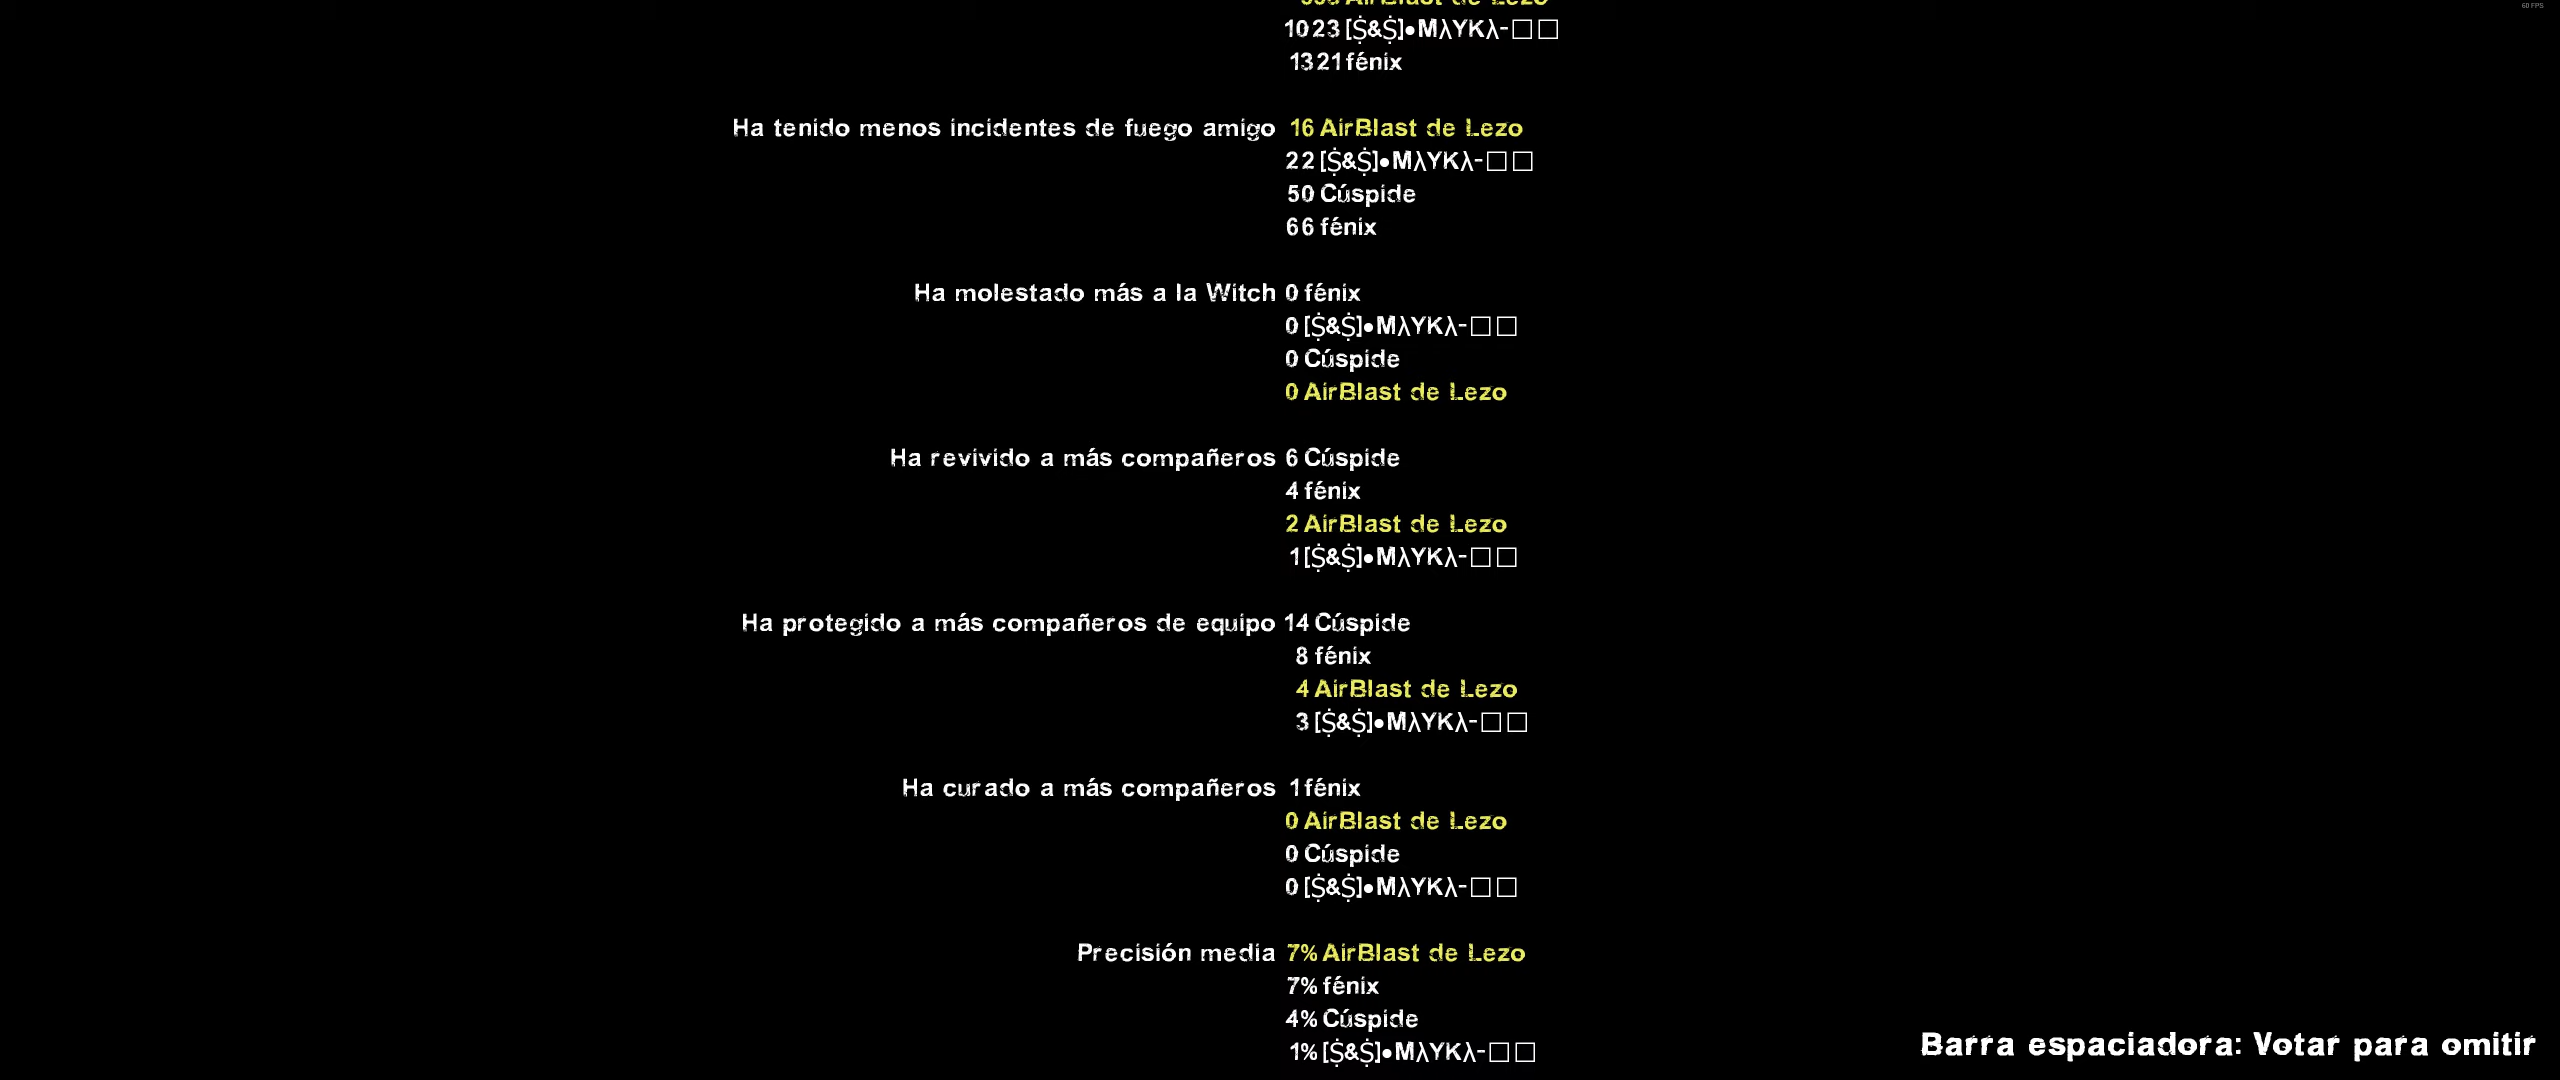 AirBlast de Lezo
60 FPS
1023 [Ṩ&Ṩ]•MλYKλ-□□
1321 fénix
Ha tenido menos incidentes de fuego amigo 16 AirBlast de Lezo
22 [Ṩ&Ṩ]•MλYKλ-□□
50 Cúspide
66 fénix
Ha molestado más a la Witch 0 fénix
0 [Ṩ&Ṩ]•MλYKλ-□□
0 Cúspide
0 AirBlast de Lezo
Ha revivido a más compañeros 6 Cúspide
4 fénix
2 AirBlast de Lezo
1 [Ṩ&Ṩ]•MλYKλ-□□
Ha protegido a más compañeros de equipo 14 Cúspide
8 fénix
4 AirBlast de Lezo
3 [Ṩ&Ṩ]•MλYKλ-□□
Ha curado a más compañeros 1 fénix
0 AirBlast de Lezo
0 Cúspide
0 [Ṩ&Ṩ]•MλYKλ-□□
Precisión media 7% AirBlast de Lezo
7% fénix
4% Cúspide
1% [Ṩ&Ṩ]•MλYKλ-□□
Barra espaciadora: Votar para omitir